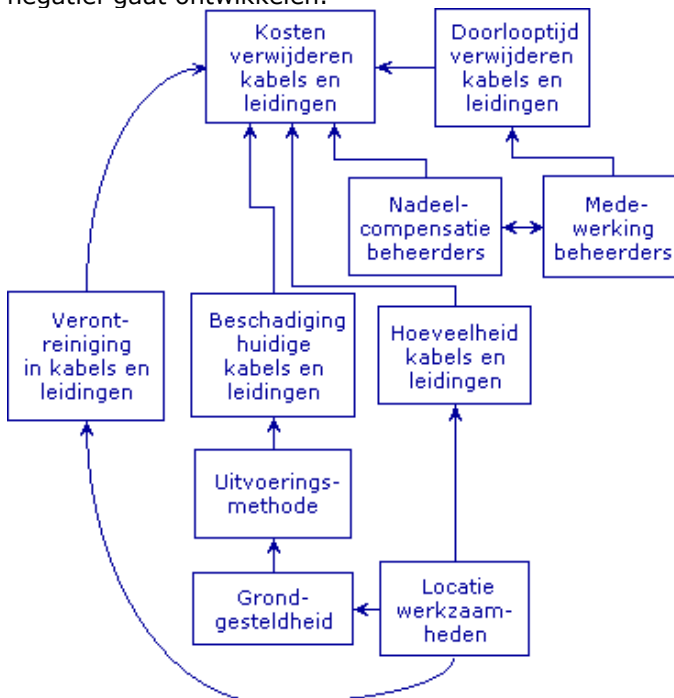 negatief gaat ontwikkelen.
Kosten
verwijderen
kabels en
leidingen
Doorlooptijd
verwijderen
kabels en
leidingen
Nadeel-
compensatie
beheerders
Mede-
werking
beheerders
Veront-
reiniging
in kabels en
leidingen
Beschadiging
huidige
kabels en
leidingen
Hoeveelheid
kabels en
leidingen
Uitvoerings-
methode
Grond-
gesteldheid
Locatie
werkzaam-
heden